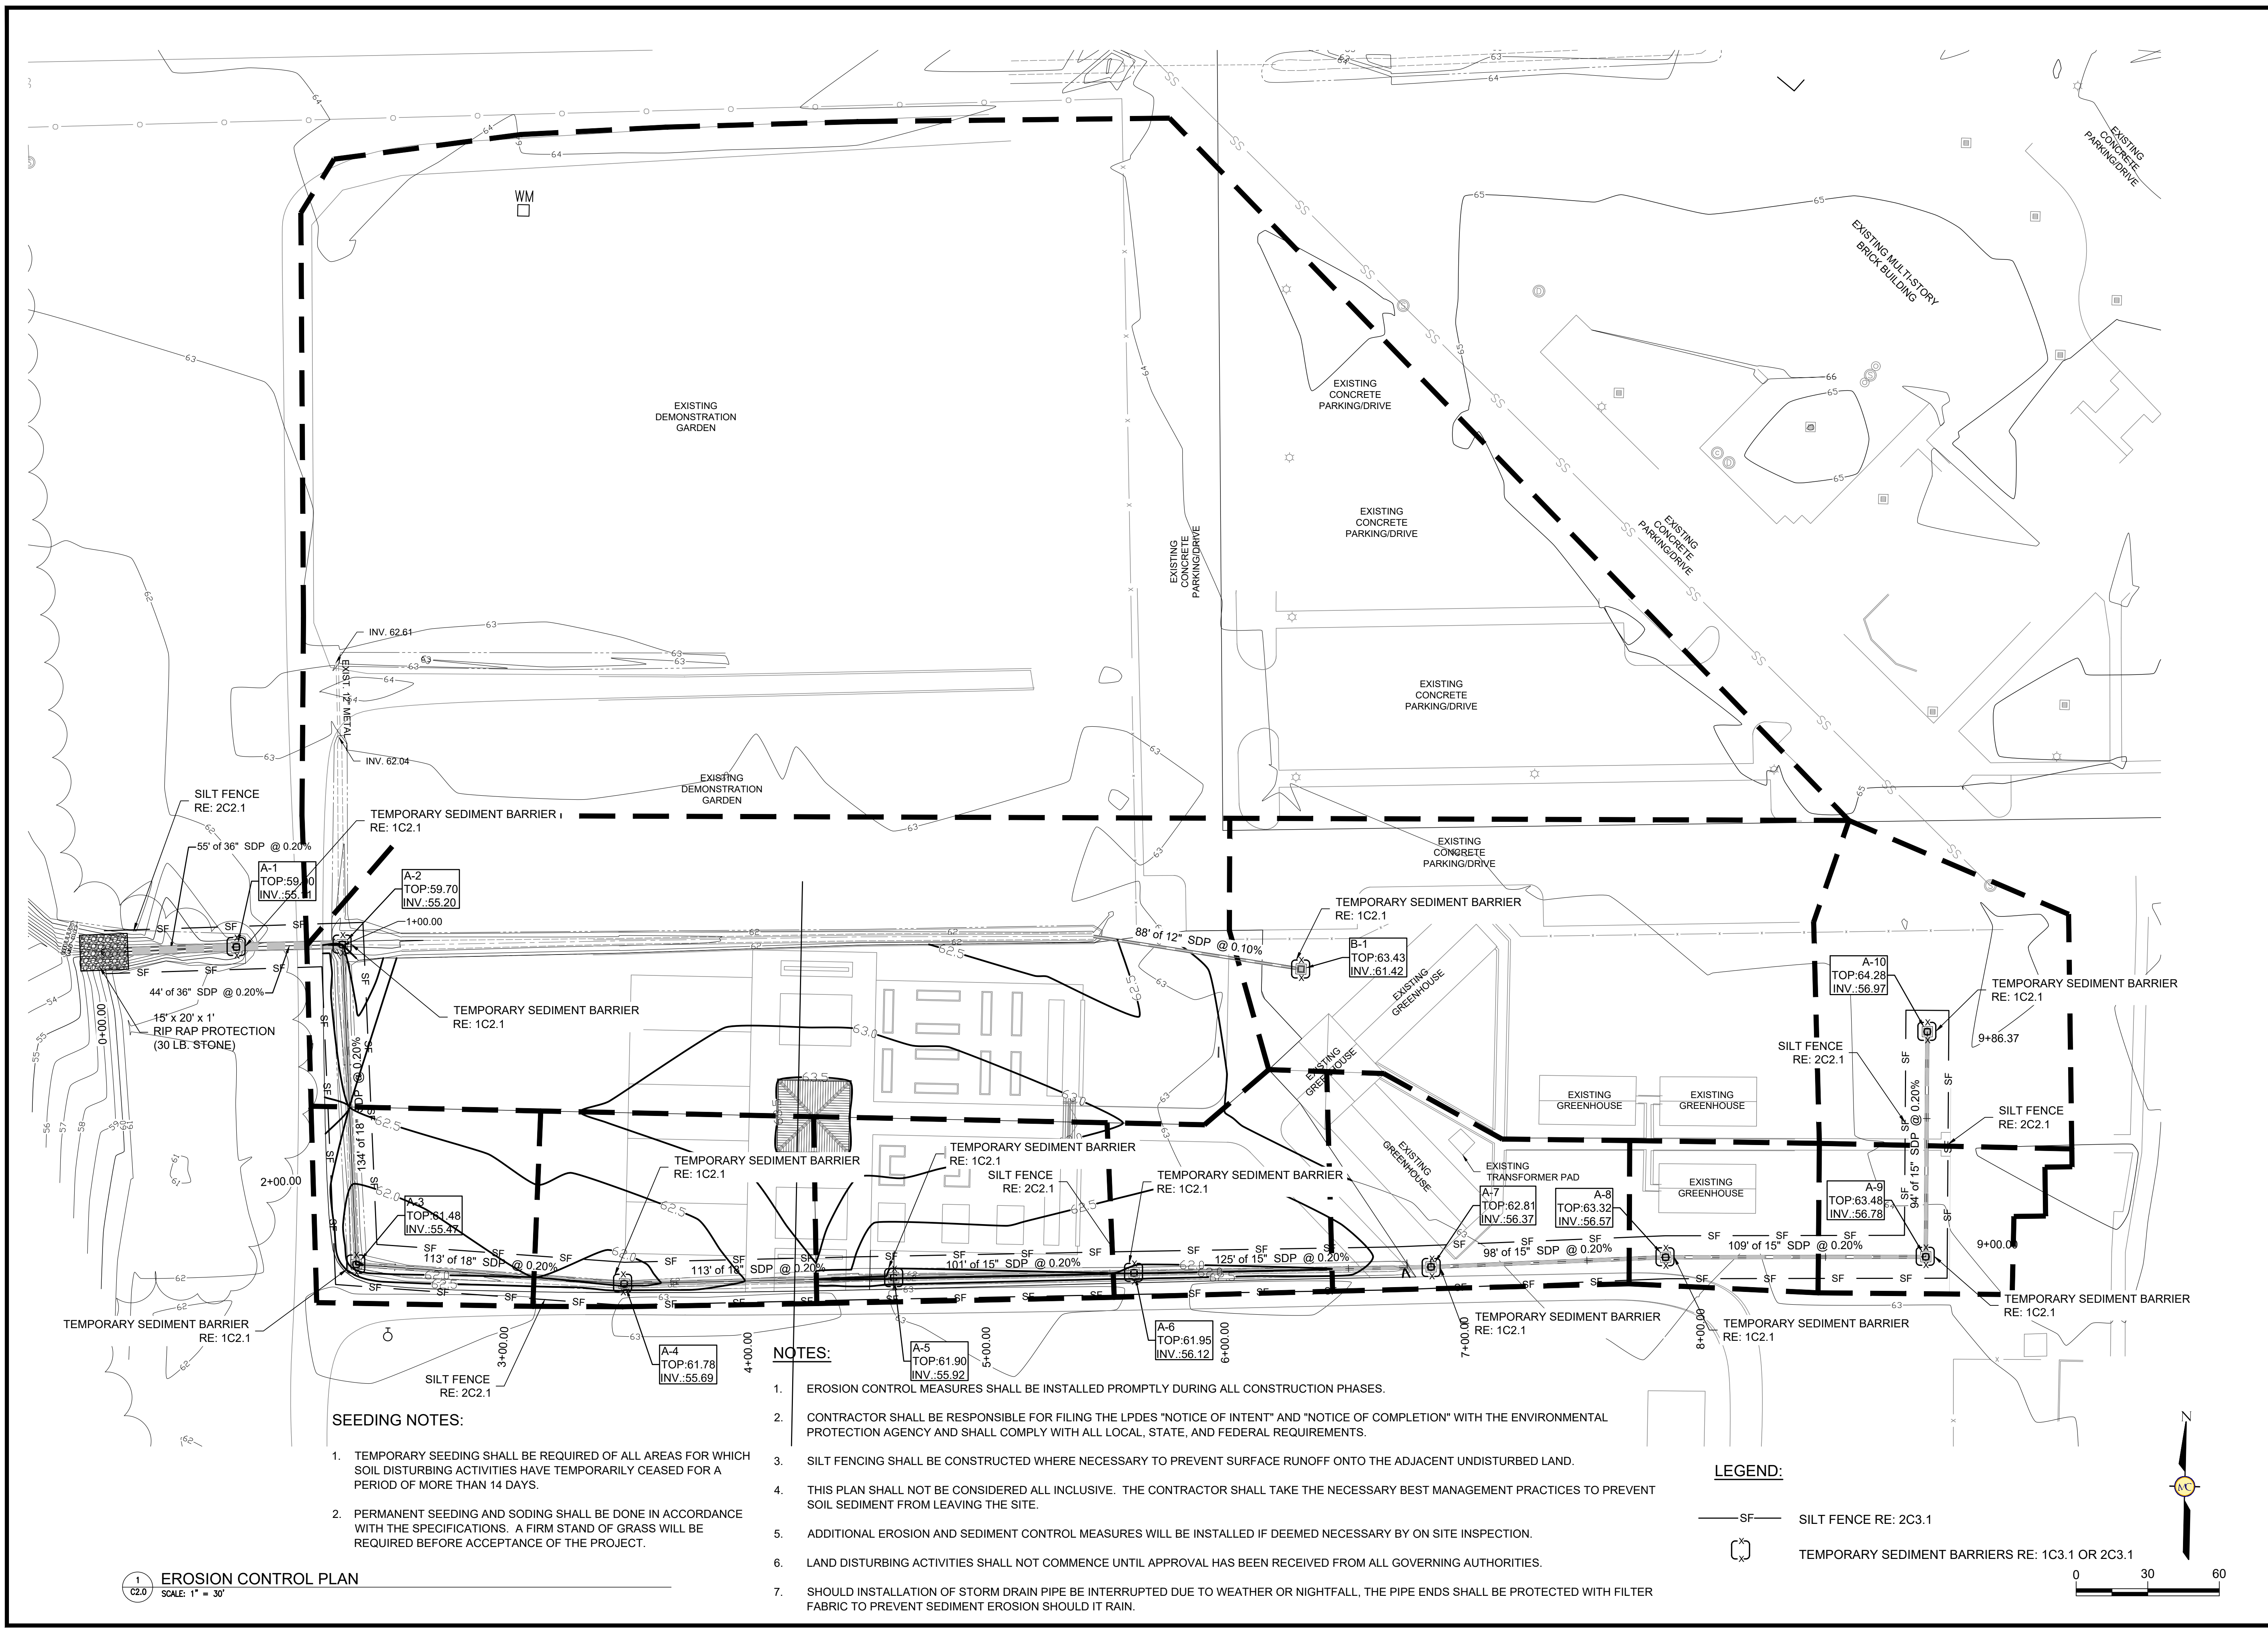 WM
EXISTING
CONCRETE
PARKING/DRIVE
EXISTING MULTI-STORY
BRICK BUILDING
EXISTING
DEMONSTRATION
GARDEN
EXISTING
CONCRETE
PARKING/DRIVE
EXISTING
CONCRETE
PARKING/DRIVE
EXISTING
CONCRETE
PARKING/DRIVE
EXISTING
CONCRETE
PARKING/DRIVE
EXISTING
CONCRETE
PARKING/DRIVE
INV. 62.61
EXIST. 12" METAL
INV. 62.04
EXISTING
DEMONSTRATION
GARDEN
EXISTING
CONCRETE
PARKING/DRIVE
SILT FENCE
RE: 2C2.1
TEMPORARY SEDIMENT BARRIER
RE: 1C2.1
55' of 36" SDP @ 0.20%
A-1
TOP:59.
INV.:55.
A-2
TOP:59.70
INV.:55.20
1+00.00
44' of 36" SDP @ 0.20%
15' x 20' x 1'
RIP RAP PROTECTION
(30 LB. STONE)
0+00.00
TEMPORARY SEDIMENT BARRIER
RE: 1C2.1
88' of 12" SDP @ 0.10%
TEMPORARY SEDIMENT BARRIER
RE: 1C2.1
B-1
TOP:63.43
INV.:61.42
EXISTING
GREENHOUSE
EXISTING
GREENHOUSE
EXISTING
GREENHOUSE
A-10
TOP:64.28
INV.:56.97
TEMPORARY SEDIMENT BARRIER
RE: 1C2.1
9+86.37
SILT FENCE
RE: 2C2.1
EXISTING
GREENHOUSE
EXISTING
GREENHOUSE
EXISTING
GREENHOUSE
SILT FENCE
RE: 2C2.1
94' of 15" SDP @ 0.20%
134' of 18" SDP @ 0.20%
2+00.00
TEMPORARY SEDIMENT BARRIER
RE: 1C2.1
TEMPORARY SEDIMENT BARRIER
RE: 1C2.1
SILT FENCE
RE: 2C2.1
TEMPORARY SEDIMENT BARRIER
RE: 1C2.1
EXISTING
TRANSFORMER PAD
A-3
TOP:61.48
INV.:55.47
A-7
TOP:62.81
INV.:56.37
A-8
TOP:63.32
INV.:56.57
A-9
TOP:63.48
INV.:56.78
9+00.00
113' of 18" SDP @ 0.20%
113' of 18" SDP @ 0.20%
101' of 15" SDP @ 0.20%
125' of 15" SDP @ 0.20%
98' of 15" SDP @ 0.20%
109' of 15" SDP @ 0.20%
TEMPORARY SEDIMENT BARRIER
RE: 1C2.1
TEMPORARY SEDIMENT BARRIER
RE: 1C2.1
TEMPORARY SEDIMENT BARRIER
RE: 1C2.1
TEMPORARY SEDIMENT BARRIER
RE: 1C2.1
3+00.00
4+00.00
5+00.00
6+00.00
7+00.00
8+00.00
A-4
TOP:61.78
INV.:55.69
A-5
TOP:61.90
INV.:55.92
A-6
TOP:61.95
INV.:56.12
SILT FENCE
RE: 2C2.1
SEEDING NOTES:
1. TEMPORARY SEEDING SHALL BE REQUIRED OF ALL AREAS FOR WHICH
SOIL DISTURBING ACTIVITIES HAVE TEMPORARILY CEASED FOR A
PERIOD OF MORE THAN 14 DAYS.
2. PERMANENT SEEDING AND SODING SHALL BE DONE IN ACCORDANCE
WITH THE SPECIFICATIONS. A FIRM STAND OF GRASS WILL BE
REQUIRED BEFORE ACCEPTANCE OF THE PROJECT.
NOTES:
1. EROSION CONTROL MEASURES SHALL BE INSTALLED PROMPTLY DURING ALL CONSTRUCTION PHASES.
2. CONTRACTOR SHALL BE RESPONSIBLE FOR FILING THE LPDES "NOTICE OF INTENT" AND "NOTICE OF COMPLETION" WITH THE ENVIRONMENTAL
PROTECTION AGENCY AND SHALL COMPLY WITH ALL LOCAL, STATE, AND FEDERAL REQUIREMENTS.
3. SILT FENCING SHALL BE CONSTRUCTED WHERE NECESSARY TO PREVENT SURFACE RUNOFF ONTO THE ADJACENT UNDISTURBED LAND.
4. THIS PLAN SHALL NOT BE CONSIDERED ALL INCLUSIVE. THE CONTRACTOR SHALL TAKE THE NECESSARY BEST MANAGEMENT PRACTICES TO PREVENT
SOIL SEDIMENT FROM LEAVING THE SITE.
5. ADDITIONAL EROSION AND SEDIMENT CONTROL MEASURES WILL BE INSTALLED IF DEEMED NECESSARY BY ON SITE INSPECTION.
6. LAND DISTURBING ACTIVITIES SHALL NOT COMMENCE UNTIL APPROVAL HAS BEEN RECEIVED FROM ALL GOVERNING AUTHORITIES.
7. SHOULD INSTALLATION OF STORM DRAIN PIPE BE INTERRUPTED DUE TO WEATHER OR NIGHTFALL, THE PIPE ENDS SHALL BE PROTECTED WITH FILTER
FABRIC TO PREVENT SEDIMENT EROSION SHOULD IT RAIN.
LEGEND:
SF SILT FENCE RE: 2C3.1
TEMPORARY SEDIMENT BARRIERS RE: 1C3.1 OR 2C3.1
N
MC
0 30 60
1
C2.0
EROSION CONTROL PLAN
SCALE: 1" = 30'